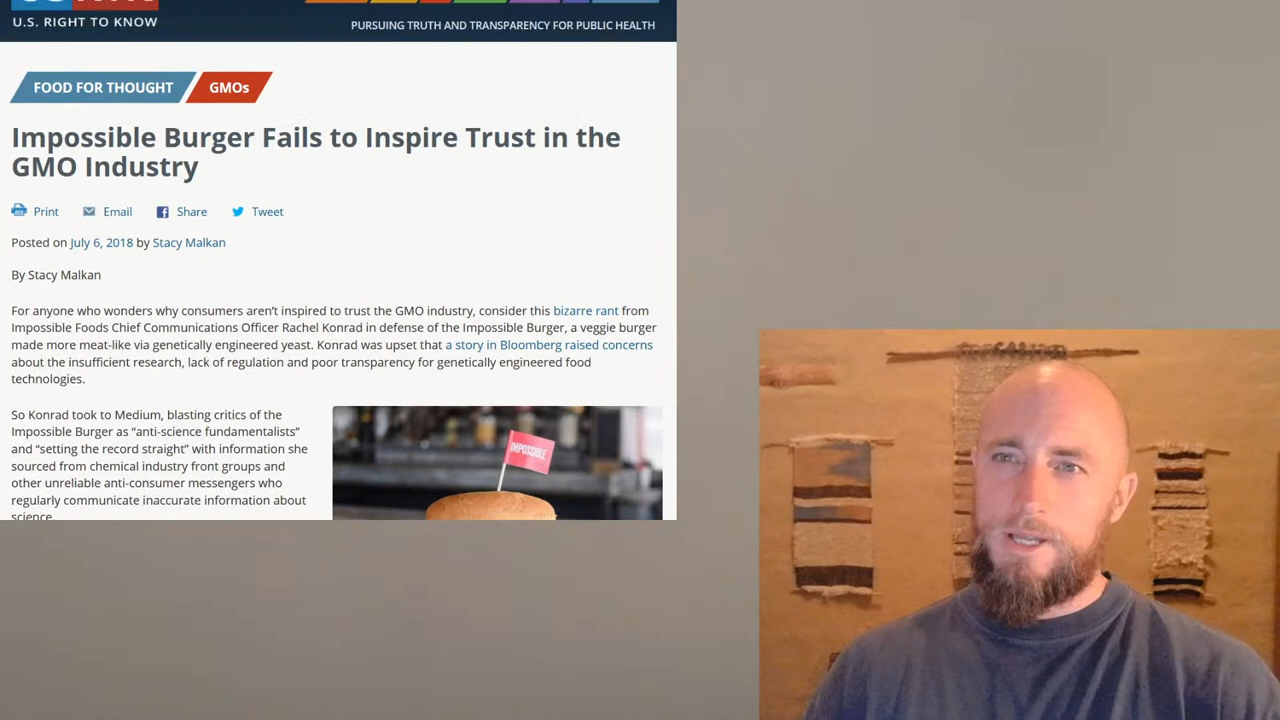 U.S. RIGHT TO KNOW
PURSUING TRUTH AND TRANSPARENCY FOR PUBLIC HEALTH
FOOD FOR THOUGHT
GMOs
Impossible Burger Fails to Inspire Trust in the
GMO Industry
Print Email Share Tweet
Posted on July 6, 2018 by Stacy Malkan
By Stacy Malkan
For anyone who wonders why consumers aren’t inspired to trust the GMO industry, consider this bizarre rant from
Impossible Foods Chief Communications Officer Rachel Konrad in defense of the Impossible Burger, a veggie burger
made more meat-like via genetically engineered yeast. Konrad was upset that a story in Bloomberg raised concerns
about the insufficient research, lack of regulation and poor transparency for genetically engineered food
technologies.
So Konrad took to Medium, blasting critics of the
Impossible Burger as “anti-science fundamentalists”
and “setting the record straight” with information she
sourced from chemical industry front groups and
other unreliable anti-consumer messengers who
regularly communicate inaccurate information about
science.
IMPOSSIBLE